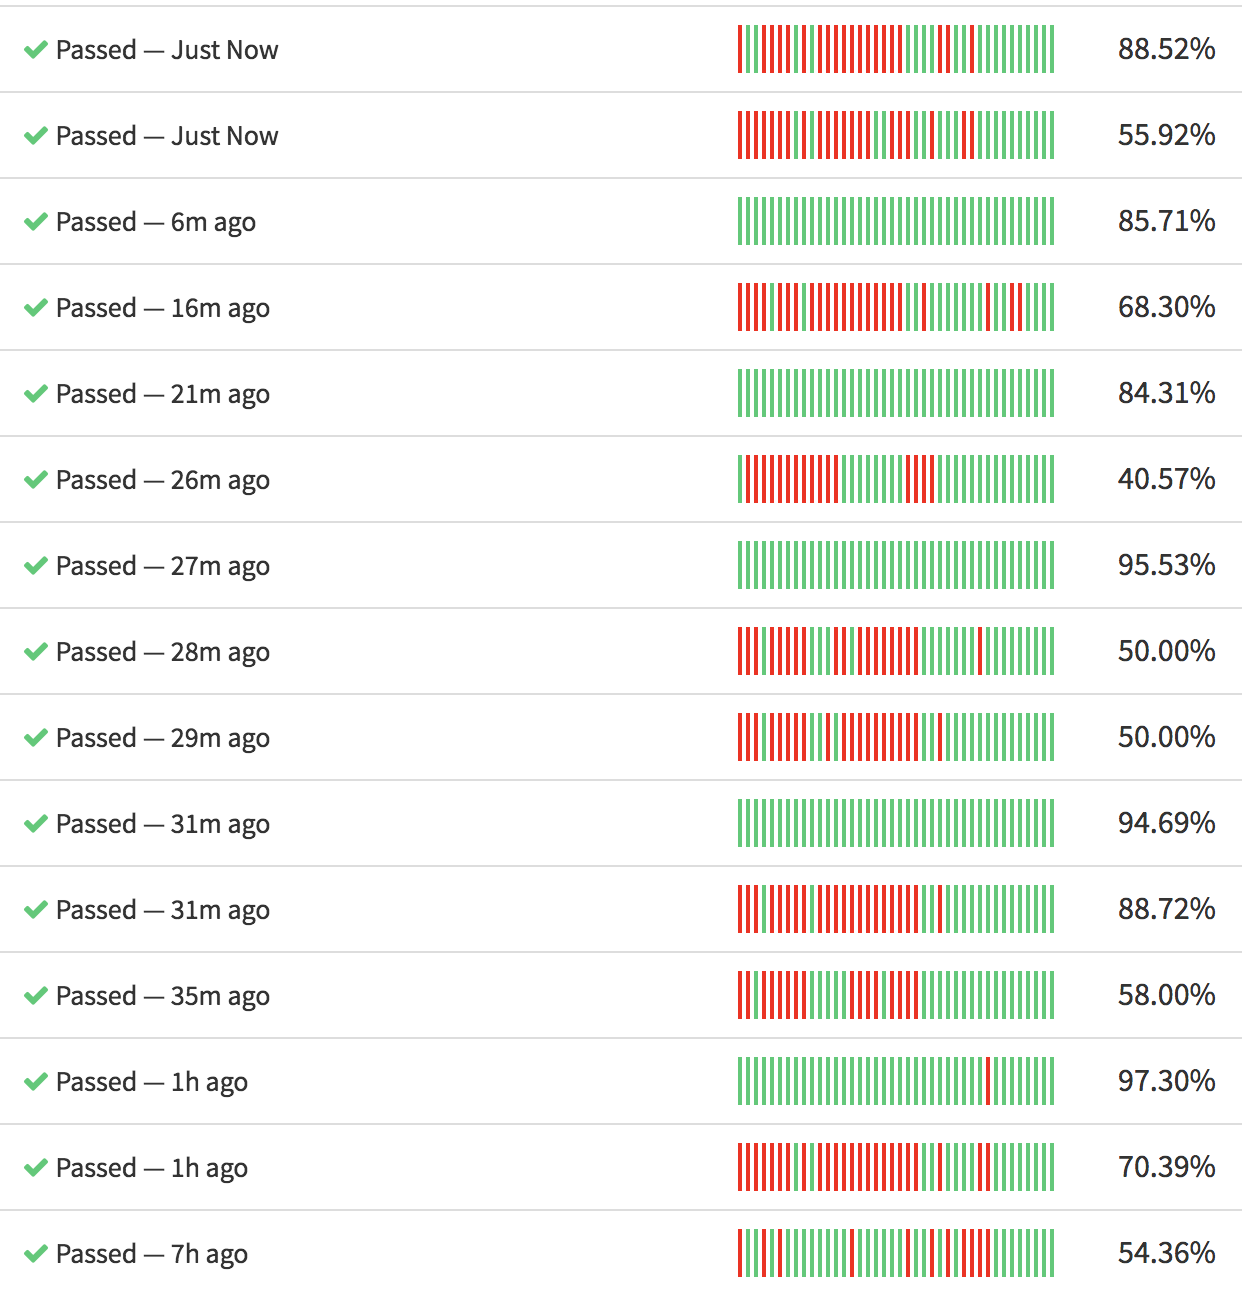 Passed — Just Now 88.52%
Passed — Just Now 55.92%
Passed — 6m ago 85.71%
Passed — 16m ago 68.30%
Passed — 21m ago 84.31%
Passed — 26m ago 40.57%
Passed — 27m ago 95.53%
Passed — 28m ago 50.00%
Passed — 29m ago 50.00%
Passed — 31m ago 94.69%
Passed — 31m ago 88.72%
Passed — 35m ago 58.00%
Passed — 1h ago 97.30%
Passed — 1h ago 70.39%
Passed — 7h ago 54.36%